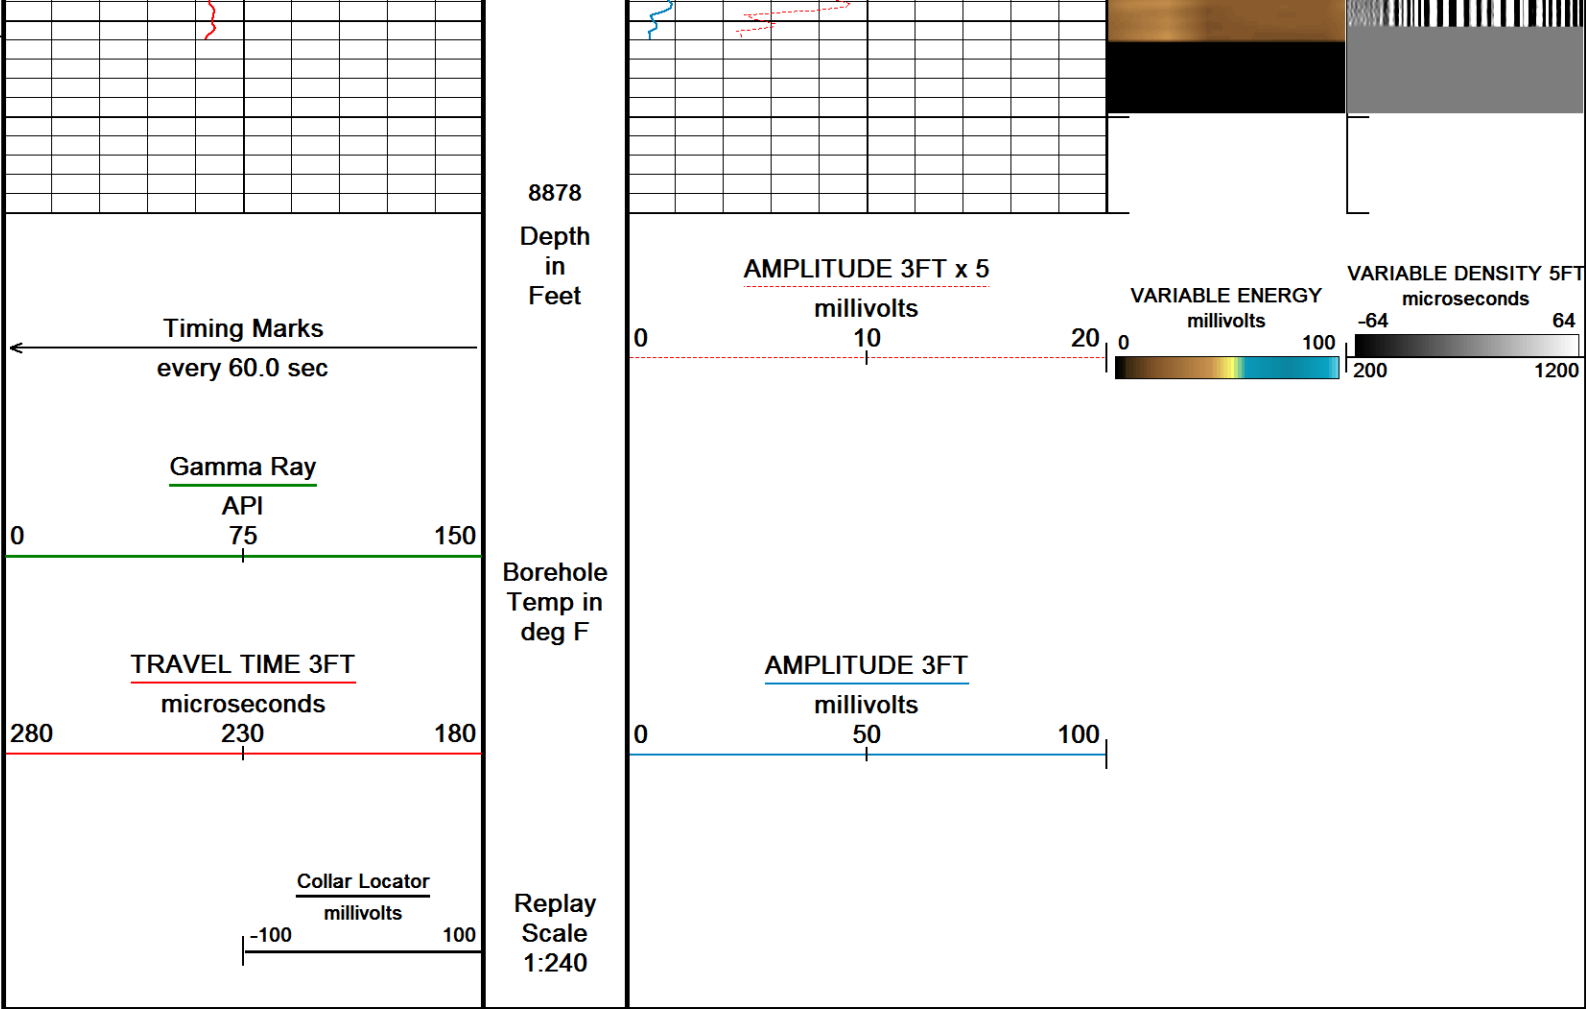 8878
Depth
in
Feet
Timing Marks
every 60.0 sec
Gamma Ray
API
0 75 150
TRAVEL TIME 3FT
microseconds
280 230 180
Collar Locator
millivolts
-100 100
Borehole
Temp in
deg F
Replay
Scale
1:240
AMPLITUDE 3FT x 5
millivolts
0 10 20
AMPLITUDE 3FT
millivolts
0 50 100
VARIABLE ENERGY
millivolts
0 100
VARIABLE DENSITY 5FT
microseconds
-64 64
200 1200